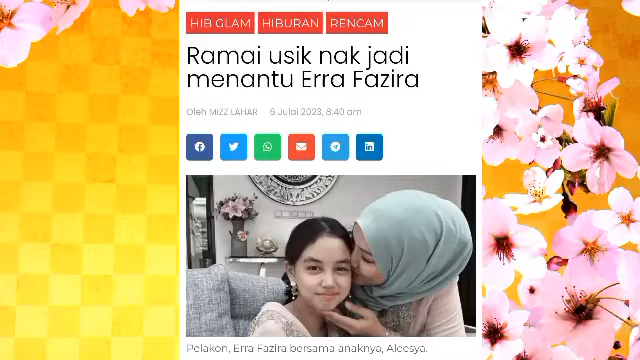 HIB GLAM HIBURAN RENCAM
Ramai usik nak jadi
menantu Erra Fazira
Oleh MIZZ LAHAR 6 Julai 2023, 8:40 am
Pelakon, Erra Fazira bersama anaknya, Aleesya.